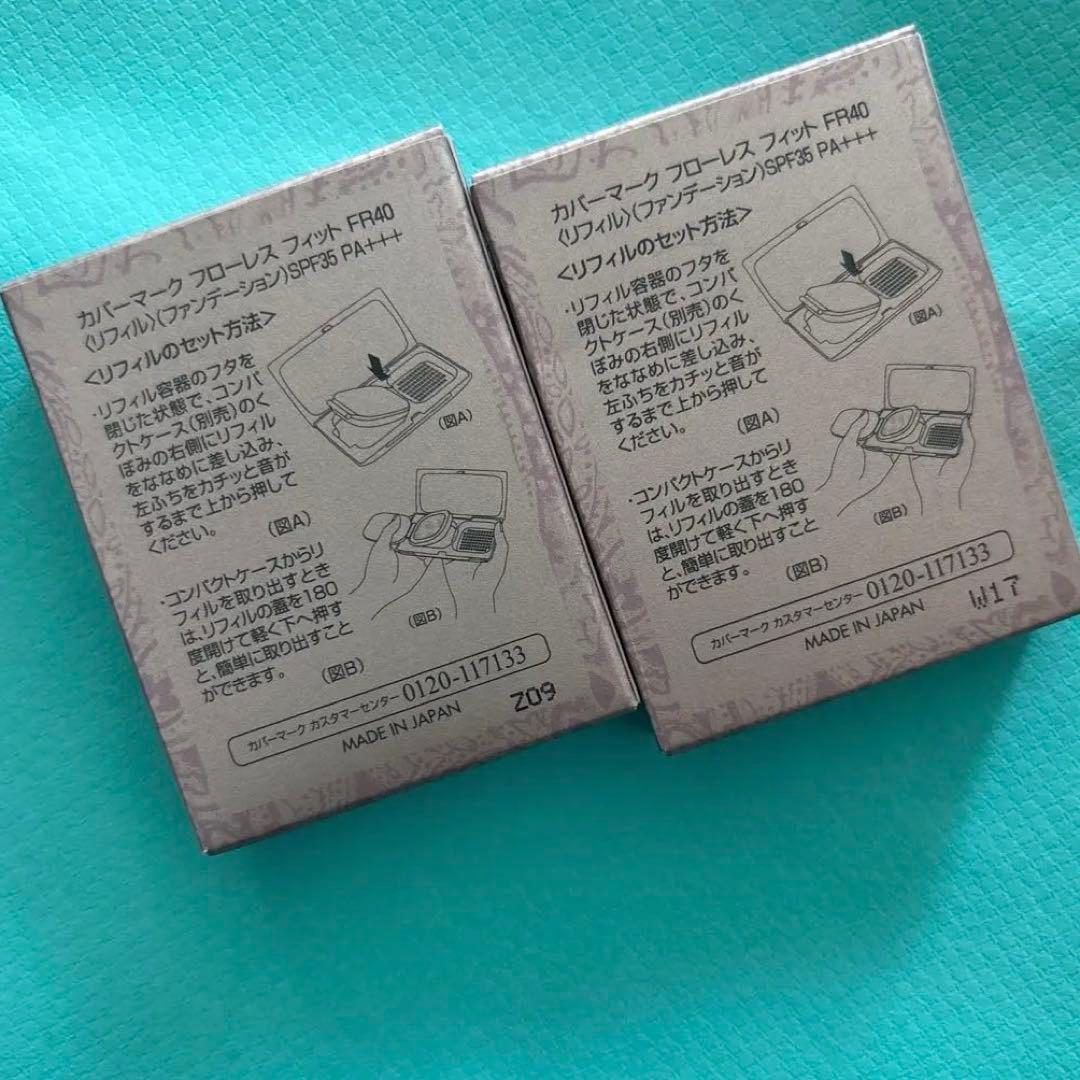 カバーマーク フローレス フィット FR40
〈リフィル〉(ファンデーション)SPF35 PA+++
<リフィルのセット方法>
・リフィル容器のフタを
閉じた状態で、コンパ
クトケース(別売)のく
ぼみの右側にリフィル
をななめに差し込み、
左ふちをカチッと音が
するまで上から押して
ください。 (図A)
(図A)
・コンパクトケースからリ
フィルを取り出すとき
は、リフィルの蓋を180
度開けて軽く下へ押す
と、簡単に取り出すこと
ができます。 (図B)
(図B)
カバーマーク カスタマーセンター 0120-117133
MADE IN JAPAN
Z09
カバーマーク フローレス フィット FR40
〈リフィル〉(ファンデーション)SPF35 PA+++
<リフィルのセット方法>
・リフィル容器のフタを
閉じた状態で、コンパ
クトケース(別売)のく
ぼみの右側にリフィル
をななめに差し込み、
左ふちをカチッと音が
するまで上から押して
ください。 (図A)
(図A)
・コンパクトケースからリ
フィルを取り出すとき
は、リフィルの蓋を180
度開けて軽く下へ押す
と、簡単に取り出すこと
ができます。 (図B)
(図B)
カバーマーク カスタマーセンター 0120-117133
MADE IN JAPAN
W17